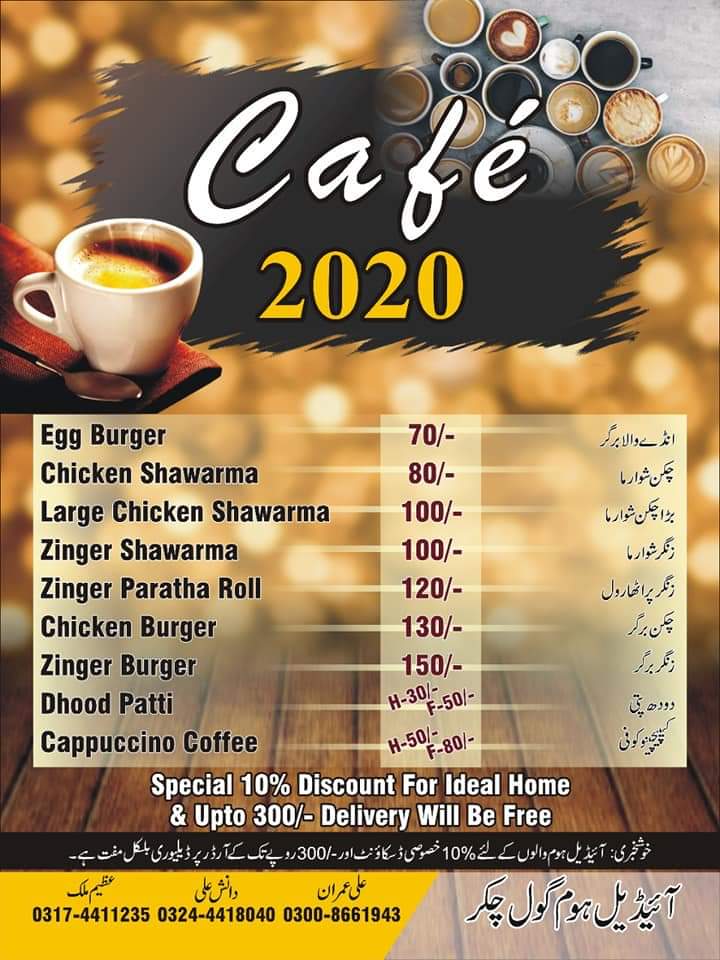 Café
2020
Egg Burger 70/- انڈے والا برگر
Chicken Shawarma 80/- چکن شوارما
Large Chicken Shawarma 100/- بڑا چکن شوارما
Zinger Shawarma 100/- زنگر شوارما
Zinger Paratha Roll 120/- زنگر پراٹھا رول
Chicken Burger 130/- چکن برگر
Zinger Burger 150/- زنگر برگر
Dhood Patti H-30/- F-50/- دودھ پتی
Cappuccino Coffee H-50/- F-80/- کیپیچینو کوفی
Special 10% Discount For Ideal Home
& Upto 300/- Delivery Will Be Free
خوشخبری: آئیڈیل ہوم والوں کے لئے 10% خصوصی ڈسکاؤنٹ اور -/300 روپے تک کے آرڈر پر ڈیلیوری بلکل مفت ہے۔
آئیڈیل ہوم گول چکر
علی عمران دانش علی عظیم ملک
0317-4411235 0324-4418040 0300-8661943